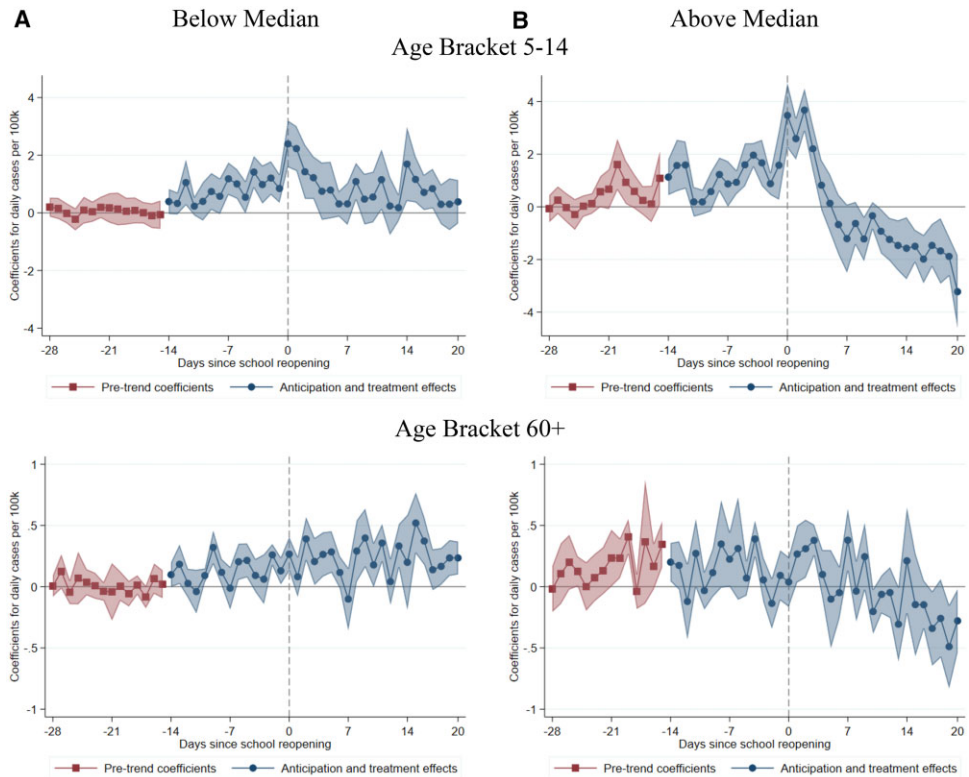 A Below Median B Above Median
Age Bracket 5-14
Coefficients for daily cases per 100k
4
2
0
-2
-4
-28 -21 -14 -7 0 7 14 20
Days since school reopening
Pre-trend coefficients Anticipation and treatment effects
Coefficients for daily cases per 100k
4
2
0
-2
-4
-28 -21 -14 -7 0 7 14 20
Days since school reopening
Pre-trend coefficients Anticipation and treatment effects
Age Bracket 60+
Coefficients for daily cases per 100k
1
.5
0
-.5
-1
-28 -21 -14 -7 0 7 14 20
Days since school reopening
Pre-trend coefficients Anticipation and treatment effects
Coefficients for daily cases per 100k
1
.5
0
-.5
-1
-28 -21 -14 -7 0 7 14 20
Days since school reopening
Pre-trend coefficients Anticipation and treatment effects